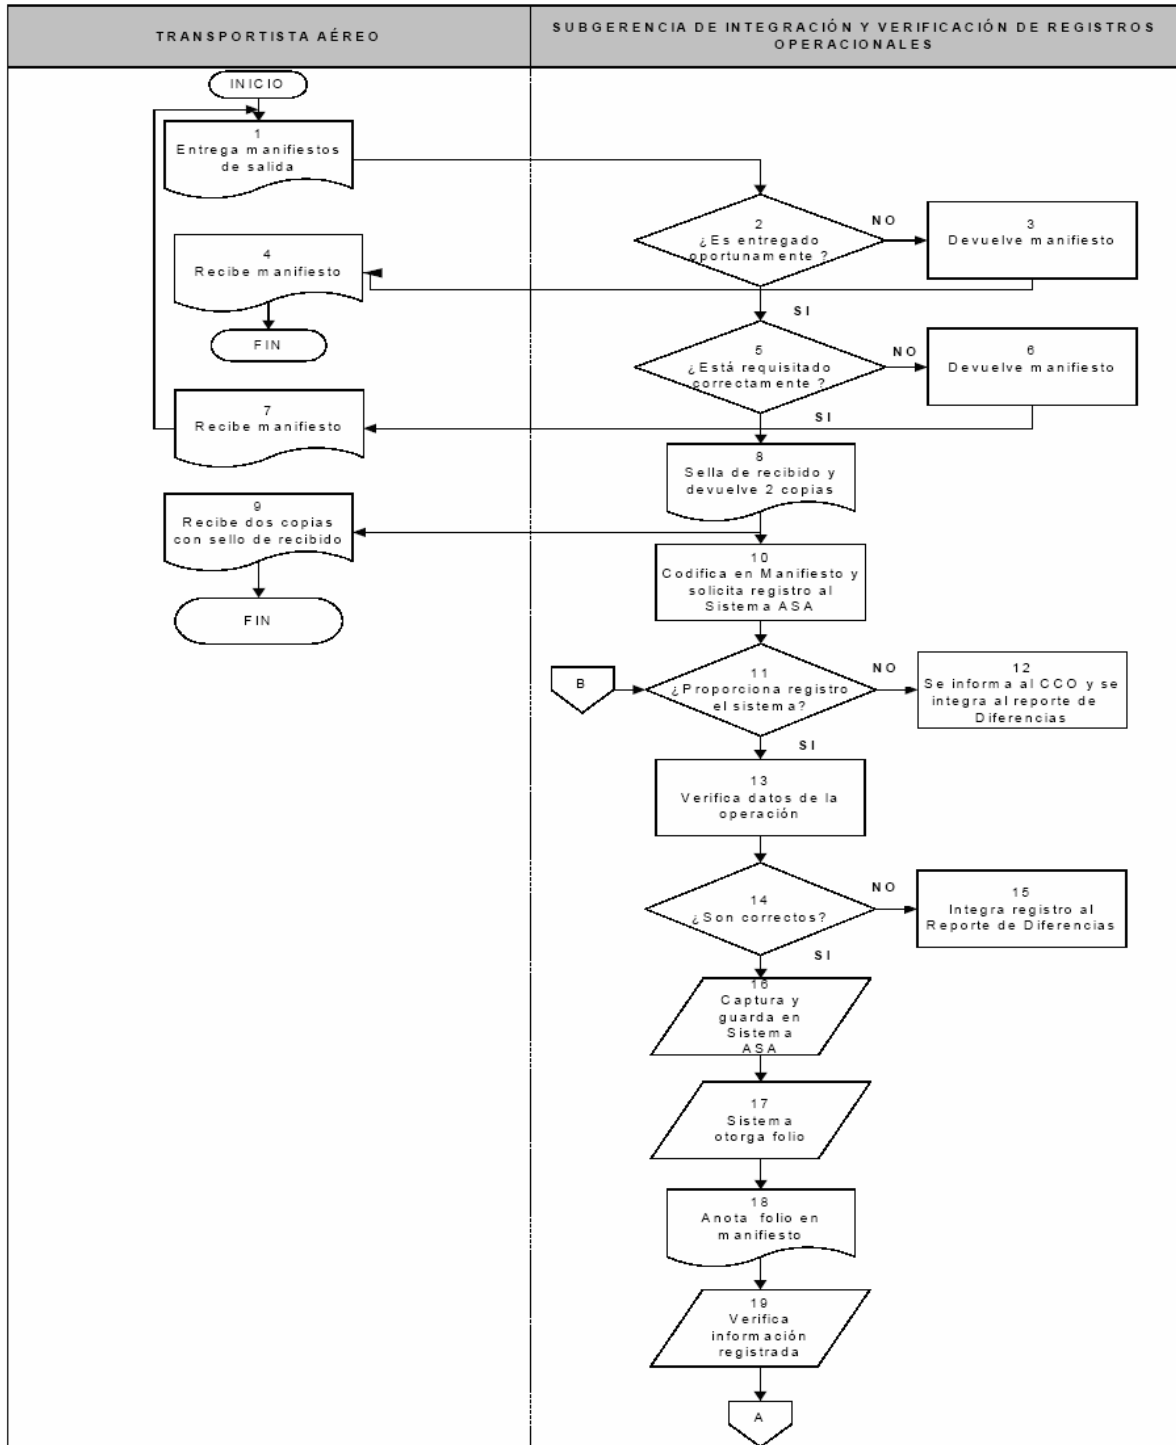 TRANSPORTISTA AÉREO
SUBGERENCIA DE INTEGRACIÓN Y VERIFICACIÓN DE REGISTROS
OPERACIONALES
INICIO
1
Entrega manifiestos
de salida
2
¿Es entregado
oportunamente ?
NO
3
Devuelve manifiesto
4
Recibe manifiesto
SI
FIN
5
¿Está requisitado
correctamente ?
NO
6
Devuelve manifiesto
7
Recibe manifiesto
SI
8
Sella de recibido y
devuelve 2 copias
9
Recibe dos copias
con sello de recibido
10
Codifica en Manifiesto y
solicita registro al
Sistema ASA
FIN
B
11
¿Proporciona registro
el sistema?
NO
12
Se informa al CCO y se
integra al reporte de
Diferencias
SI
13
Verifica datos de la
operación
14
¿Son correctos?
NO
15
Integra registro al
Reporte de Diferencias
SI
16
Captura y
guarda en
Sistema
ASA
17
Sistema
otorga folio
18
Anota folio en
manifiesto
19
Verifica
información
registrada
A